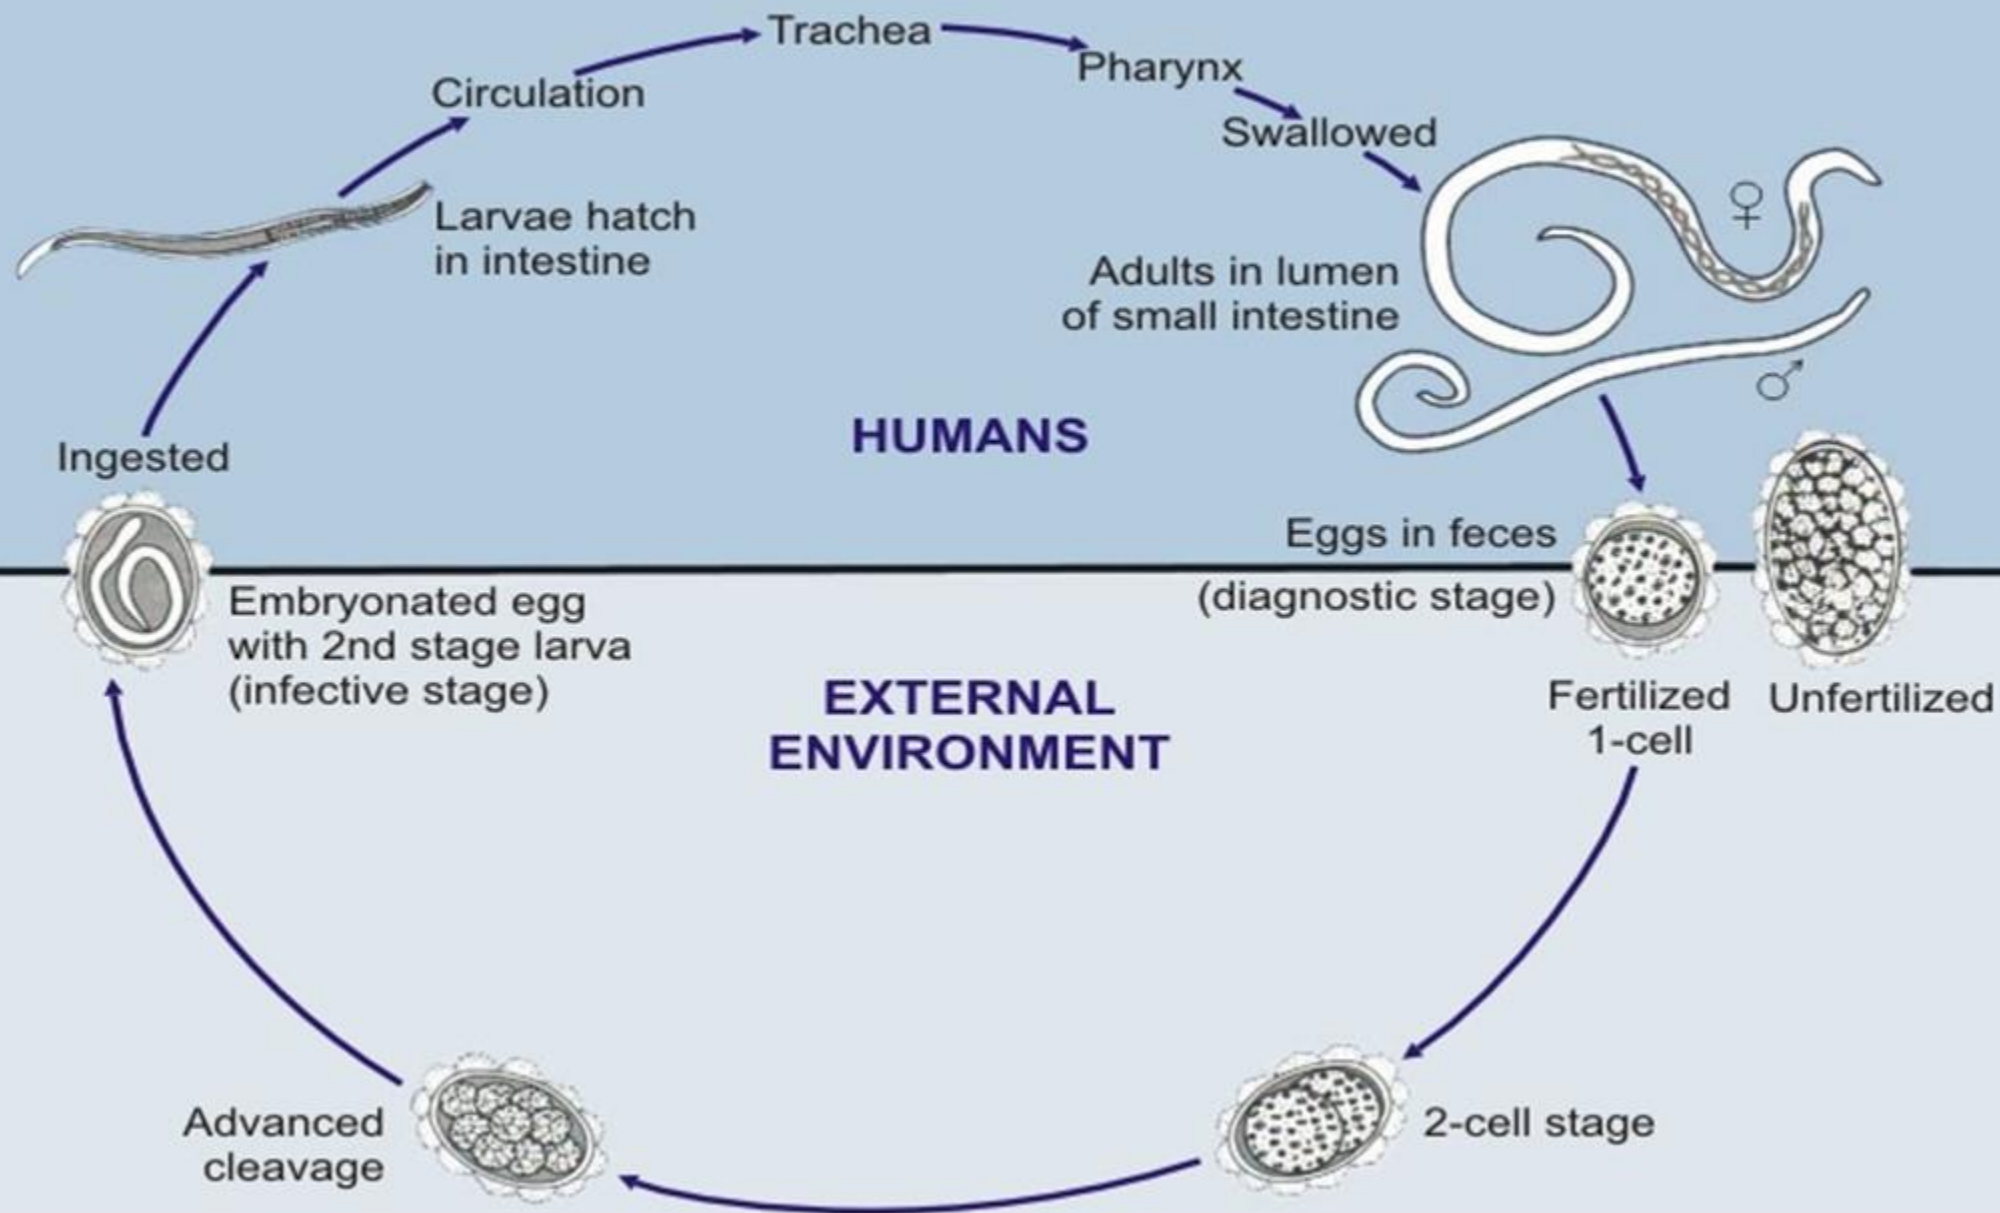 Trachea
Pharynx
Circulation
Swallowed
Larvae hatch
in intestine
Adults in lumen
of small intestine
♀
♂
HUMANS
Ingested
Eggs in feces
(diagnostic stage)
Embryonated egg
with 2nd stage larva
(infective stage)
EXTERNAL
ENVIRONMENT
Fertilized
1-cell
Unfertilized
2-cell stage
Advanced
cleavage